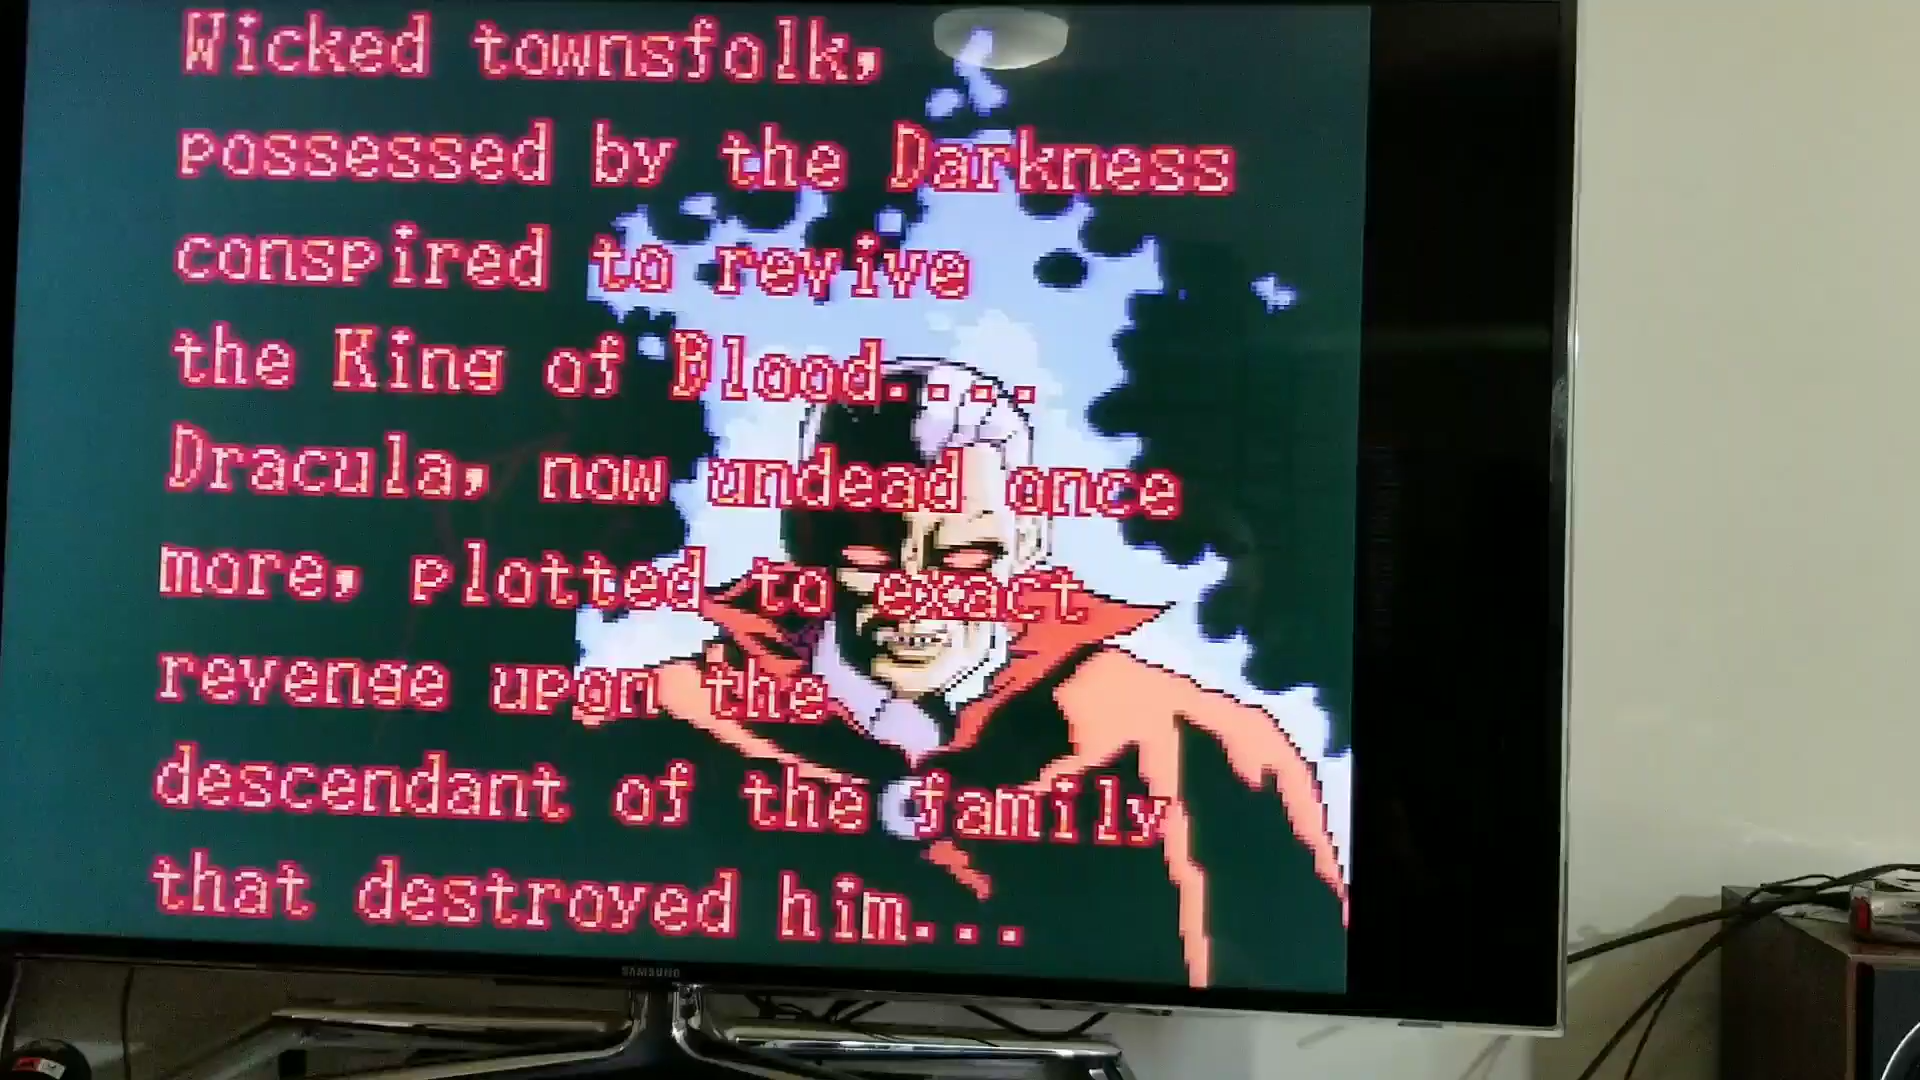 Wicked townsfolk,
possessed by the Darkness
conspired to revive
the King of Blood....
Dracula, now undead once
more, plotted to exact
revenge upon the
descendant of the family
that destroyed him...
SAMSUNG